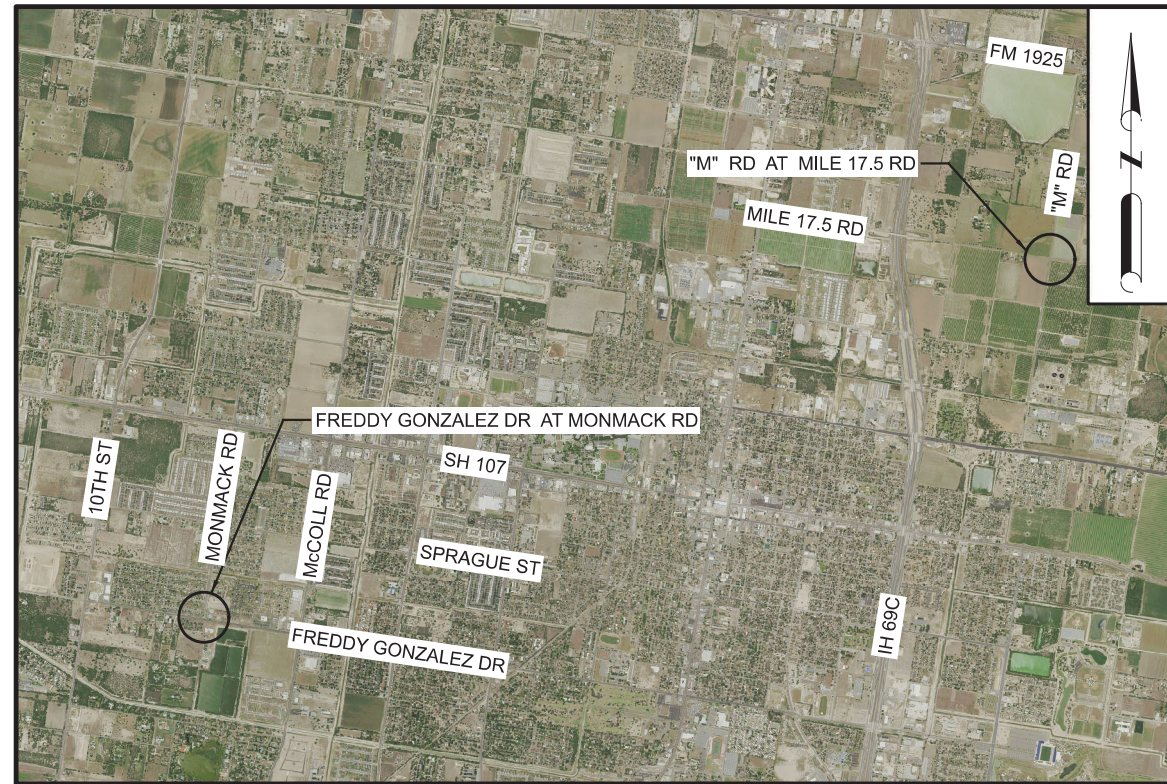 FM 1925
"M" RD AT MILE 17.5 RD
"M" RD
MILE 17.5 RD
N
FREDDY GONZALEZ DR AT MONMACK RD
10TH ST
MONMACK RD
McCOLL RD
SH 107
SPRAGUE ST
IH 69C
FREDDY GONZALEZ DR